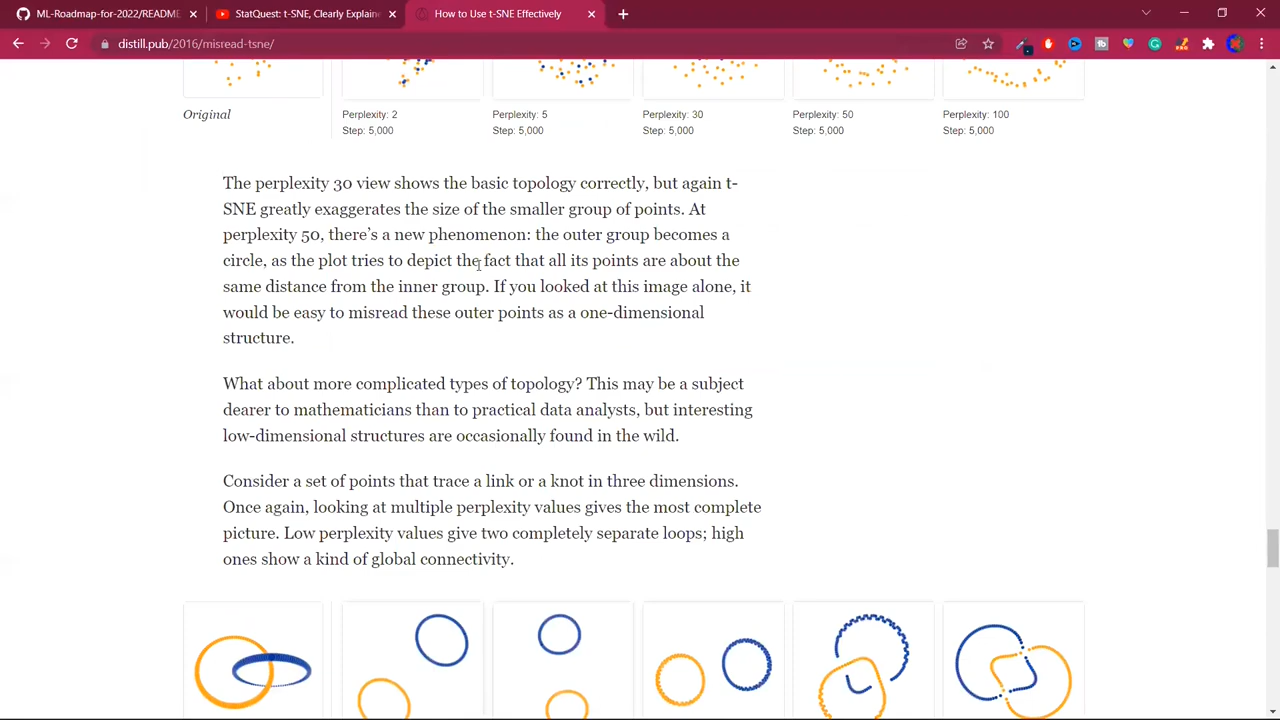 ML-Roadmap-for-2022/README
StatQuest: t-SNE, Clearly Explaine
How to Use t-SNE Effectively
distill.pub/2016/misread-tsne/
Original
Perplexity: 2
Step: 5,000
Perplexity: 5
Step: 5,000
Perplexity: 30
Step: 5,000
Perplexity: 50
Step: 5,000
Perplexity: 100
Step: 5,000
The perplexity 30 view shows the basic topology correctly, but again t-
SNE greatly exaggerates the size of the smaller group of points. At
perplexity 50, there's a new phenomenon: the outer group becomes a
circle, as the plot tries to depict the fact that all its points are about the
same distance from the inner group. If you looked at this image alone, it
would be easy to misread these outer points as a one-dimensional
structure.
What about more complicated types of topology? This may be a subject
dearer to mathematicians than to practical data analysts, but interesting
low-dimensional structures are occasionally found in the wild.
Consider a set of points that trace a link or a knot in three dimensions.
Once again, looking at multiple perplexity values gives the most complete
picture. Low perplexity values give two completely separate loops; high
ones show a kind of global connectivity.